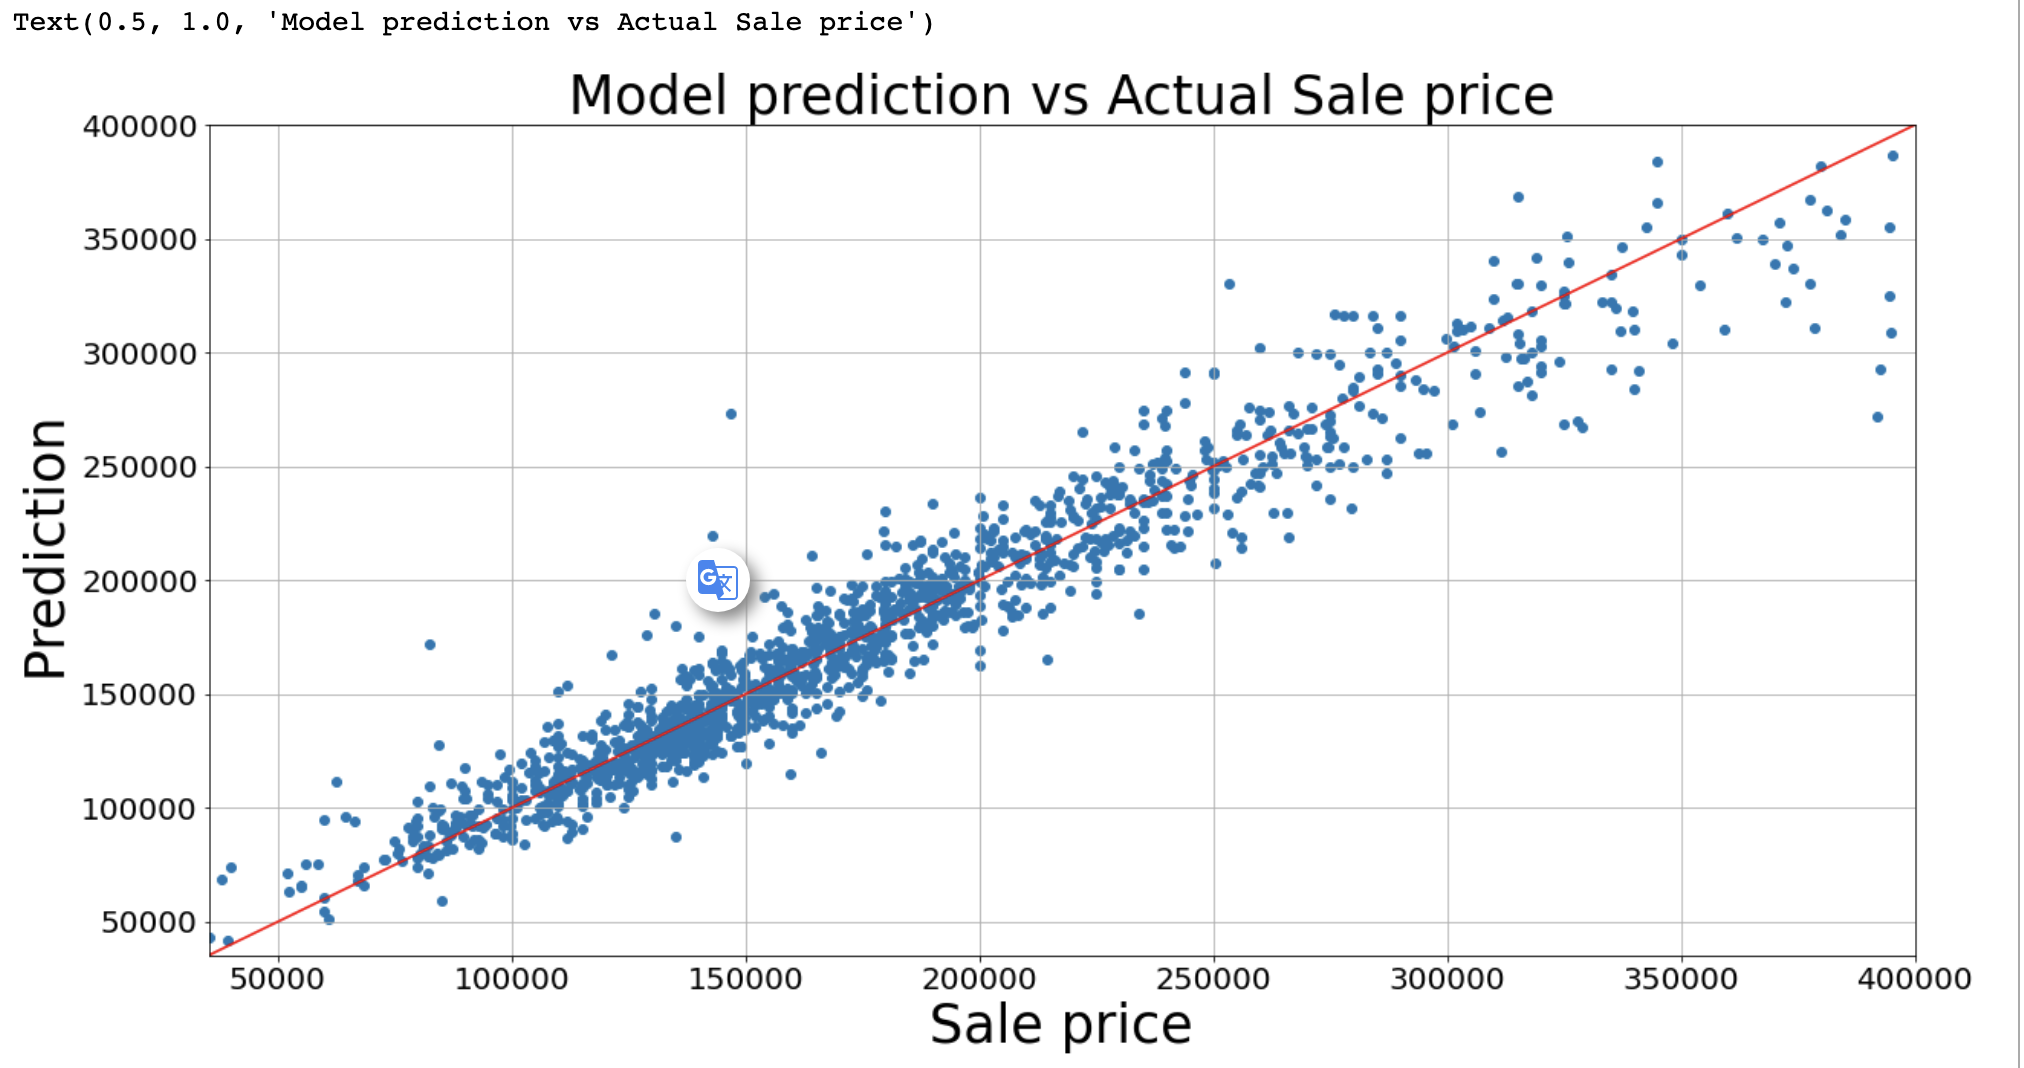 Text(0.5, 1.0, 'Model prediction vs Actual Sale price')
Model prediction vs Actual Sale price
400000
350000
300000
250000
200000
150000
100000
50000
Prediction
G 文
50000 100000 150000 200000 250000 300000 350000 400000
Sale price